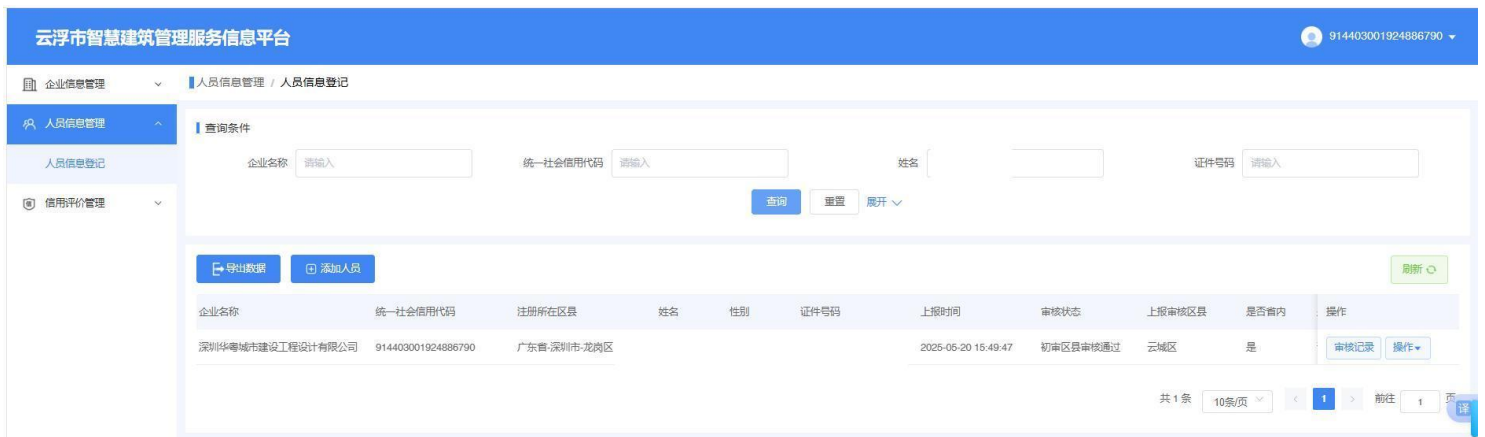 云浮市智慧建筑管理服务信息平台 914403001924886790
企业信息管理 人员信息管理 / 人员信息登记
人员信息管理 查询条件
人员信息登记 企业名称 请输入 统一社会信用代码 请输入 姓名 证件号码 请输入
信用评价管理 查询 重置 展开
导出数据 添加人员 刷新
企业名称 统一社会信用代码 注册所在区县 姓名 性别 证件号码 上报时间 审核状态 上报审核区县 是否省内 操作
深圳华粤城市建设工程设计有限公司 914403001924886790 广东省-深圳市-龙岗区 2025-05-20 15:49:47 初审区县审核通过 云城区 是 审核记录 操作
共 1 条 10条/页 1 前往 1 页
译